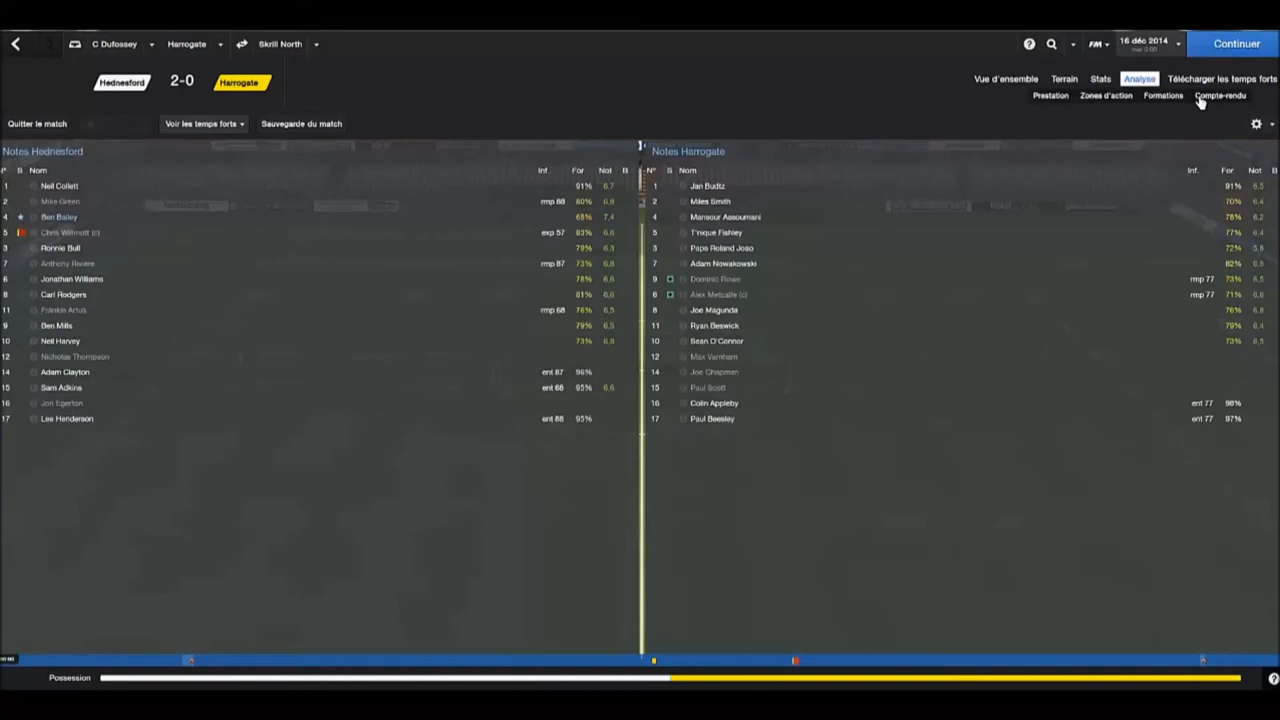 C Dufossey Harrogate Skrill North FM 16 déc 2014 Continuer
Hednesford 2-0 Harrogate
Vue d'ensemble Terrain Stats Analyse Télécharger les temps forts
Prestation Zones d'action Formations Compte-rendu
Quitter le match Voir les temps forts Sauvegarde du match
Notes Hednesford
N° B Nom Inf. For Not B
1 Neil Collett 91% 6,7
2 Mike Green rmp 88 80% 6,8
4 Ben Bailey 68% 7,4
5 Chris Willmott (c) exp 57 83% 6,6
3 Ronnie Bull 79% 6,3
7 Anthony Riviere rmp 87 73% 6,8
6 Jonathan Williams 78% 6,6
8 Carl Rodgers 81% 6,8
11 Frankie Artus rmp 68 76% 6,5
9 Ben Mills 79% 6,5
10 Neil Harvey 73% 6,8
12 Nicholas Thompson
14 Adam Clayton ent 87 96%
15 Sam Adkins ent 68 95% 6,6
16 Jon Egerton
17 Lee Henderson ent 88 95%
Notes Harrogate
N° S Nom Inf. For Not B
1 Jan Budtz 91% 6,5
2 Miles Smith 70% 6,4
4 Mansour Assoumani 78% 6,2
5 T'nique Fishley 77% 6,4
3 Papa Roland Joao 72% 5,8
7 Adam Nowakowski 82% 6,8
9 Dominic Rowe rmp 77 73% 6,5
6 Alex Metcalfe (c) rmp 77 71% 6,8
8 Joe Magunda 76% 6,8
11 Ryan Beswick 79% 6,4
10 Sean O'Connor 73% 6,5
12 Max Varnham
14 Joe Chapman
15 Paul Scott
16 Colin Appleby ent 77 98%
17 Paul Beesley ent 77 97%
Possession